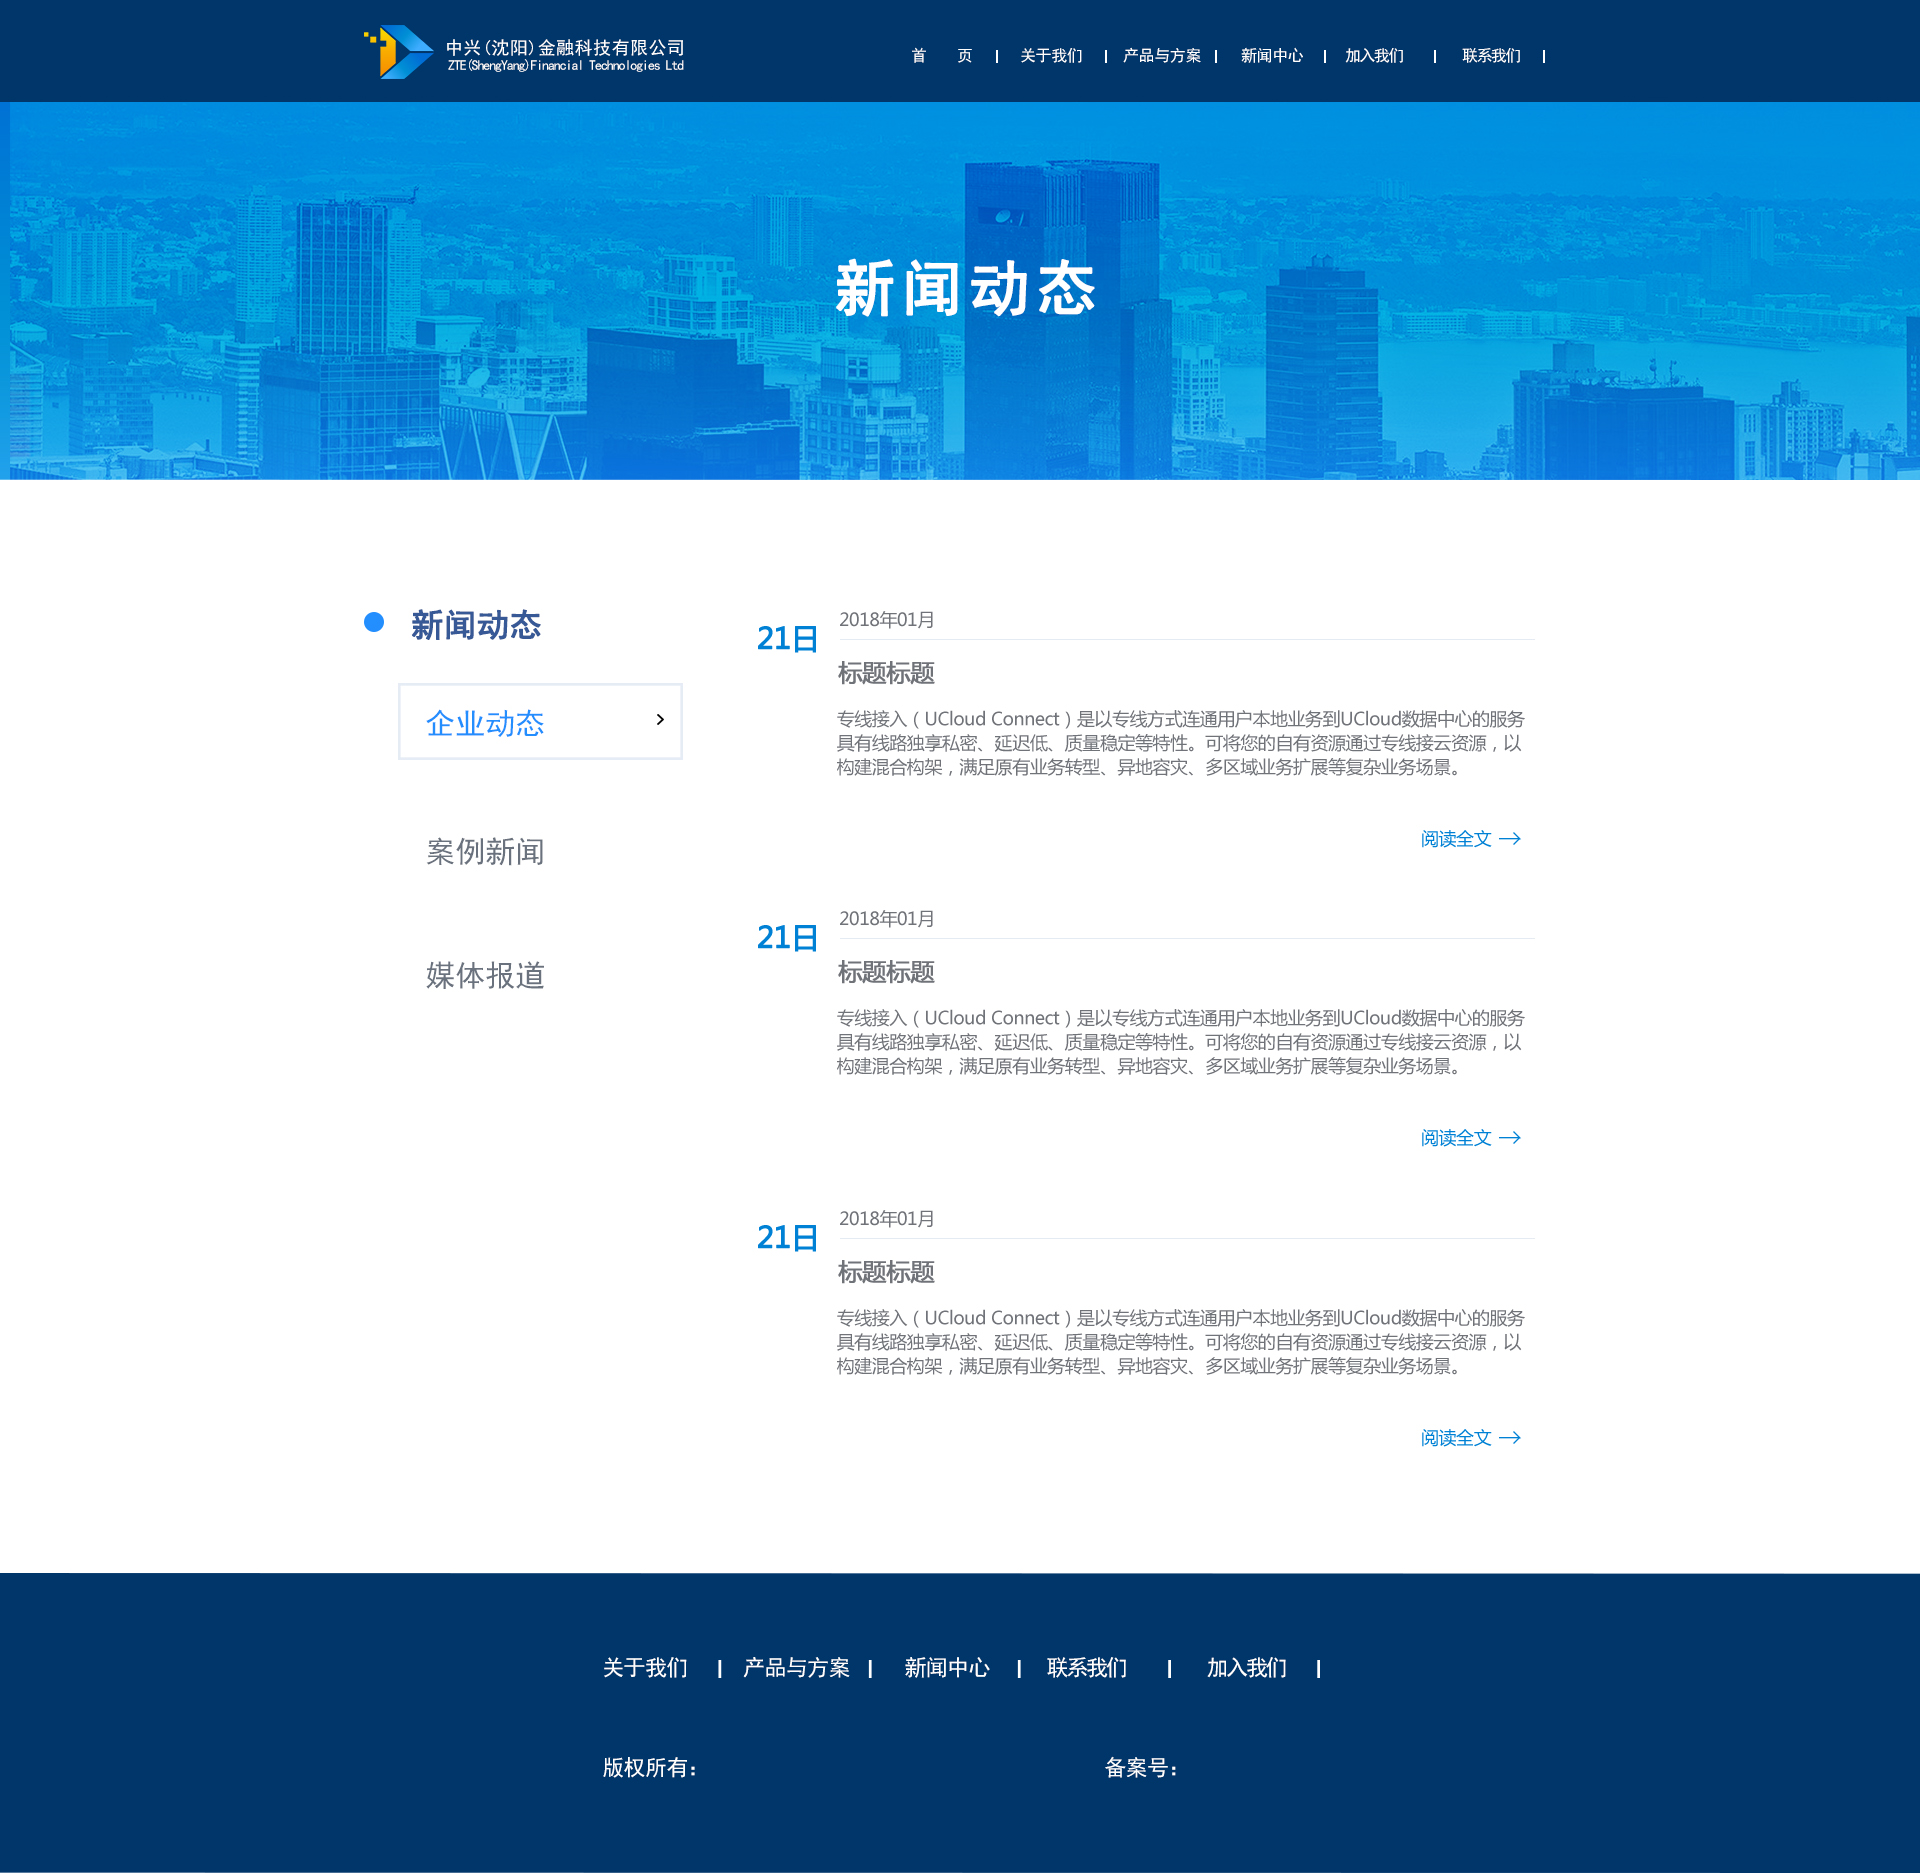 中兴(沈阳)金融科技有限公司
ZTE(ShengYang)Financial Technologies Ltd
首 页 | 关于我们 | 产品与方案 | 新闻中心 | 加入我们 | 联系我们 |
新闻动态
新闻动态
企业动态
案例新闻
媒体报道
2018年01月
21日
标题标题
专线接入（UCloud Connect）是以专线方式连通用户本地业务到UCloud数据中心的服务
具有线路独享私密、延迟低、质量稳定等特性。可将您的自有资源通过专线接云资源，以
构建混合构架，满足原有业务转型、异地容灾、多区域业务扩展等复杂业务场景。
阅读全文
2018年01月
21日
标题标题
专线接入（UCloud Connect）是以专线方式连通用户本地业务到UCloud数据中心的服务
具有线路独享私密、延迟低、质量稳定等特性。可将您的自有资源通过专线接云资源，以
构建混合构架，满足原有业务转型、异地容灾、多区域业务扩展等复杂业务场景。
阅读全文
2018年01月
21日
标题标题
专线接入（UCloud Connect）是以专线方式连通用户本地业务到UCloud数据中心的服务
具有线路独享私密、延迟低、质量稳定等特性。可将您的自有资源通过专线接云资源，以
构建混合构架，满足原有业务转型、异地容灾、多区域业务扩展等复杂业务场景。
阅读全文
关于我们 | 产品与方案 | 新闻中心 | 联系我们 | 加入我们 |
版权所有： 备案号：